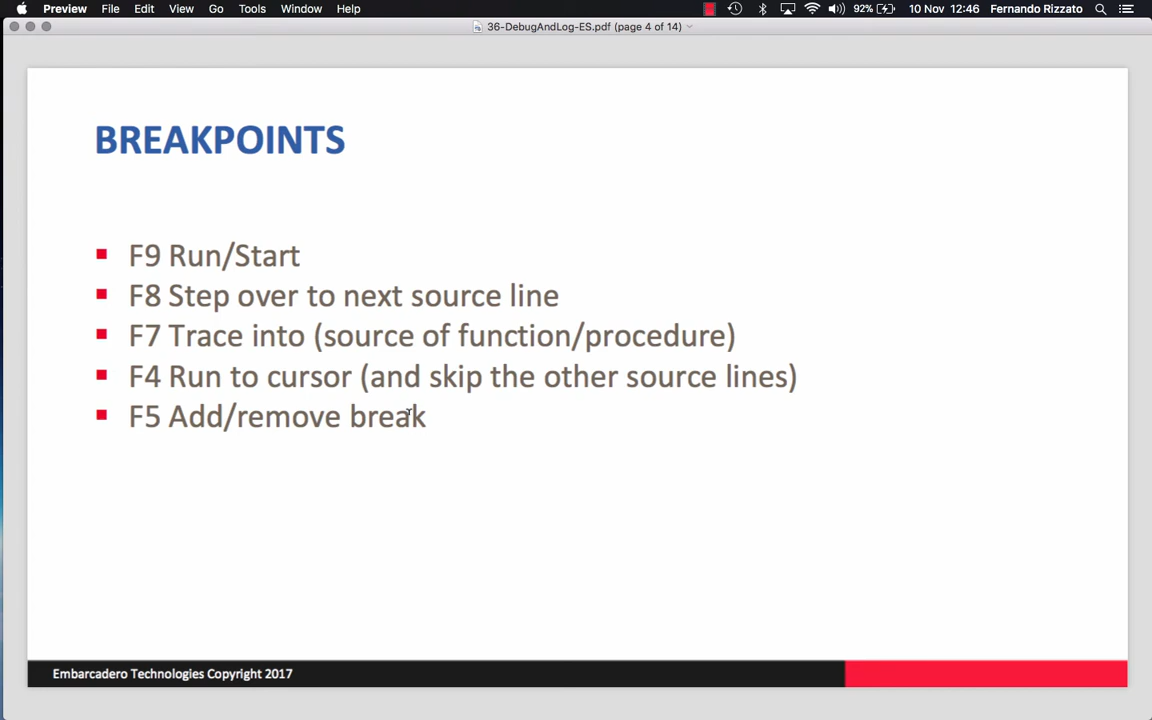 Preview File Edit View Go Tools Window Help 92% 10 Nov 12:46 Fernando Rizzato
36-DebugAndLog-ES.pdf (page 4 of 14)
BREAKPOINTS
F9 Run/Start
F8 Step over to next source line
F7 Trace into (source of function/procedure)
F4 Run to cursor (and skip the other source lines)
F5 Add/remove break
Embarcadero Technologies Copyright 2017